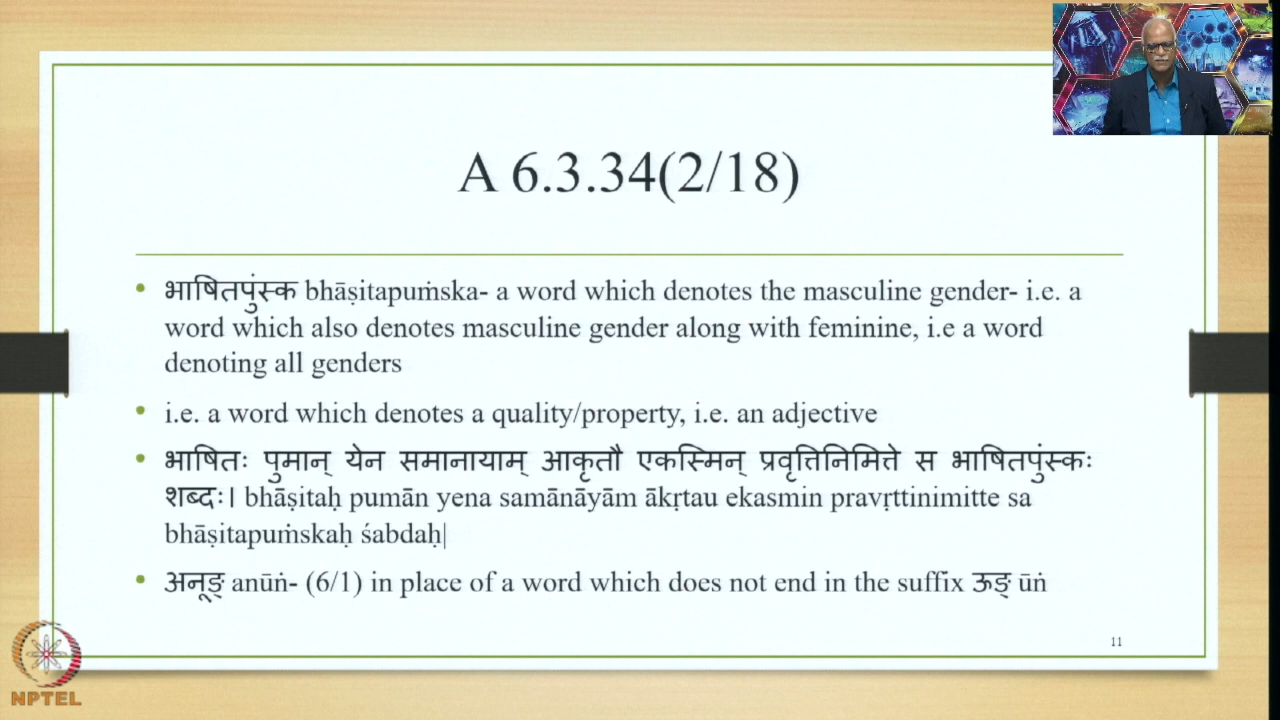 A 6.3.34(2/18)
भाषितपुंस्क bhāṣitapuṁska- a word which denotes the masculine gender- i.e. a
word which also denotes masculine gender along with feminine, i.e a word
denoting all genders
i.e. a word which denotes a quality/property, i.e. an adjective
भाषितः पुमान् येन समानायाम् आकृतौ एकस्मिन् प्रवृत्तिनिमित्ते स भाषितपुंस्कः
शब्दः। bhāṣitaḥ pumān yena samānāyām ākṛtau ekasmin pravṛttinimitte sa
bhāṣitapuṁskaḥ śabdaḥ|
अनूङ् anūṅ- (6/1) in place of a word which does not end in the suffix ऊङ् ūṅ
11
NPTEL